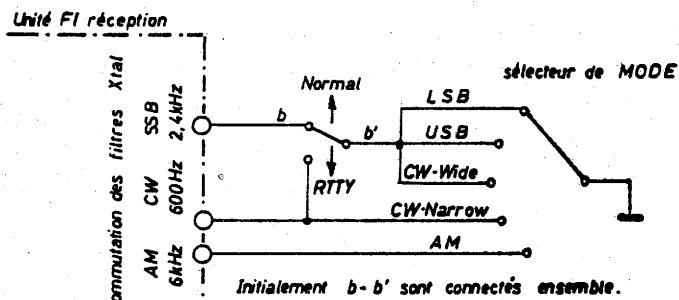 Unité FI réception
commutation des filtres Xtal
SSB
2,4kHz
CW
600Hz
AM
6kHz
Normal
b
b'
RTTY
LSB
USB
CW-Wide
CW-Narrow
AM
sélecteur de MODE
Initialement b-b' sont connectés ensemble.